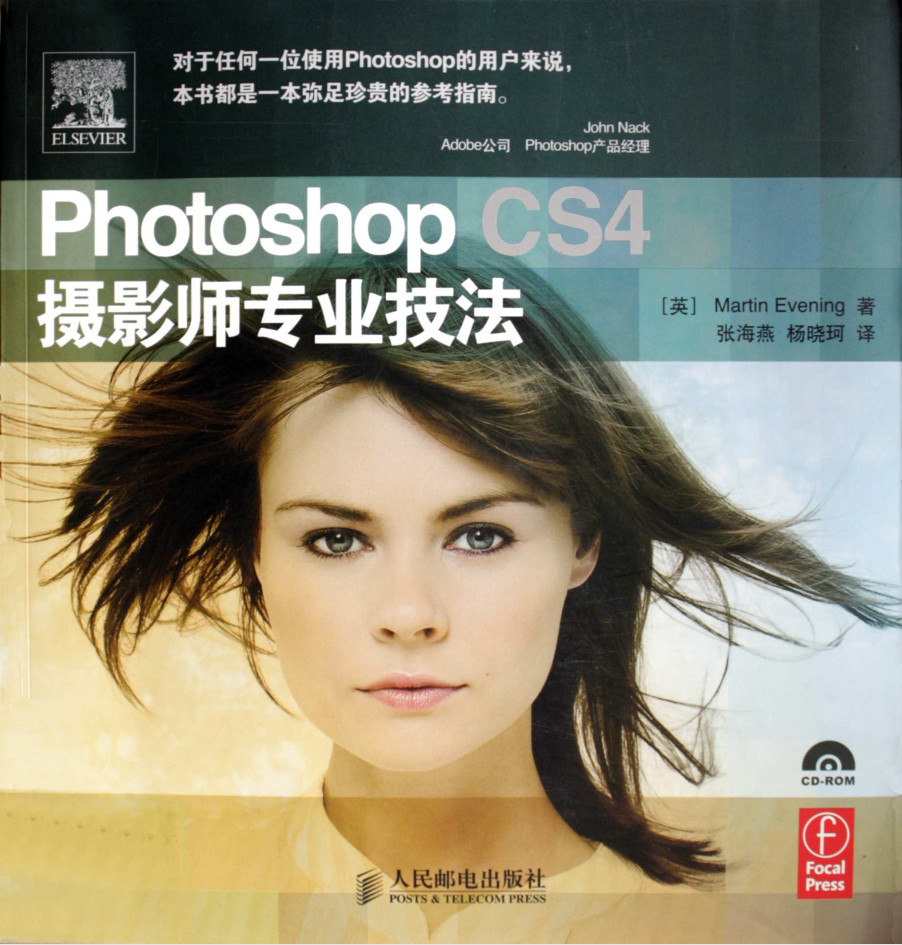 对于任何一位使用Photoshop的用户来说，
本书都是一本弥足珍贵的参考指南。
ELSEVIER
John Nack
Adobe公司 Photoshop产品经理
Photoshop CS4
摄影师专业技法
［英］ Martin Evening 著
张海燕 杨晓珂 译
CD-ROM
f
Focal
Press
人民邮电出版社
POSTS & TELECOM PRESS